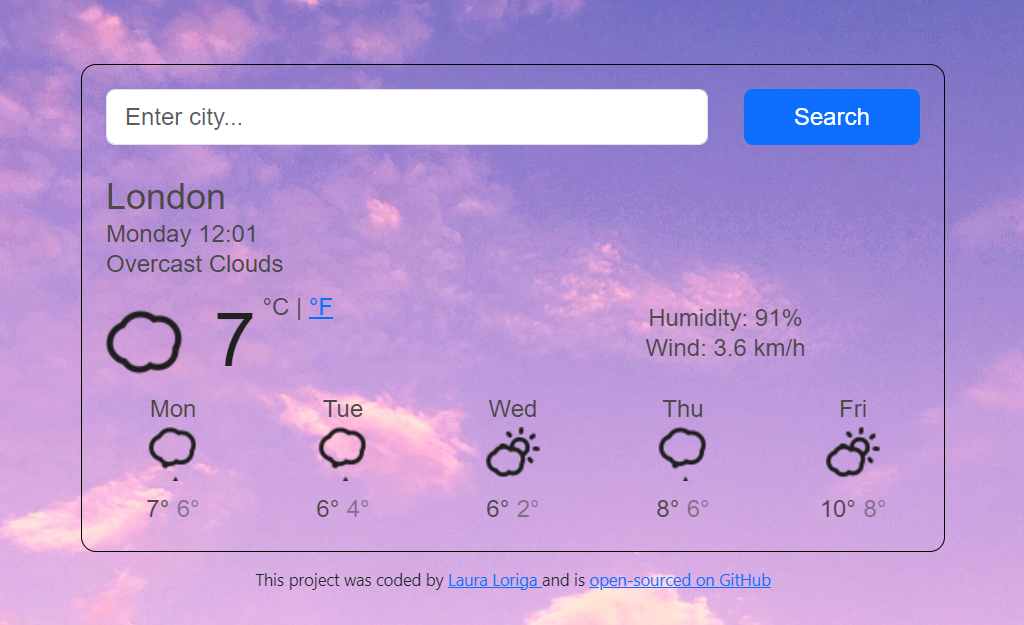 Enter city...
Search
London
Monday 12:01
Overcast Clouds
7 °C | °F
Humidity: 91%
Wind: 3.6 km/h
Mon Tue Wed Thu Fri
7° 6° 6° 4° 6° 2° 8° 6° 10° 8°
This project was coded by Laura Loriga and is open-sourced on GitHub